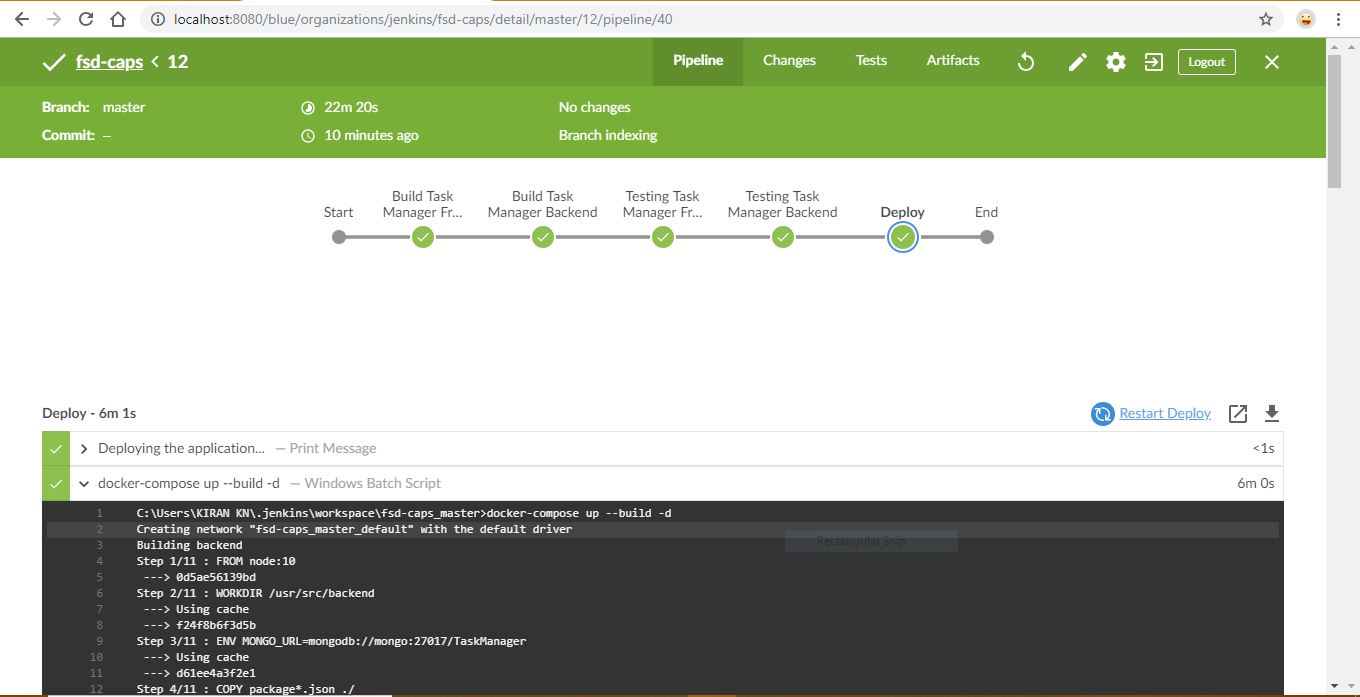 localhost:8080/blue/organizations/jenkins/fsd-caps/detail/master/12/pipeline/40
fsd-caps < 12 Pipeline Changes Tests Artifacts Logout
Branch: master 22m 20s No changes
Commit: – 10 minutes ago Branch indexing
Start
Build Task
Manager Fr...
Build Task
Manager Backend
Testing Task
Manager Fr...
Testing Task
Manager Backend
Deploy
End
Deploy - 6m 1s Restart Deploy
Deploying the application... — Print Message <1s
docker-compose up --build -d — Windows Batch Script 6m 0s
1 C:\Users\KIRAN KN\.jenkins\workspace\fsd-caps_master>docker-compose up --build -d
2 Creating network "fsd-caps_master_default" with the default driver
Rectangular Snip
3 Building backend
4 Step 1/11 : FROM node:10
5 ---> 0d5ae56139bd
6 Step 2/11 : WORKDIR /usr/src/backend
7 ---> Using cache
8 ---> f24f8b6f3d5b
9 Step 3/11 : ENV MONGO_URL=mongodb://mongo:27017/TaskManager
10 ---> Using cache
11 ---> d61ee4a3f2e1
12 Step 4/11 : COPY package*.json ./